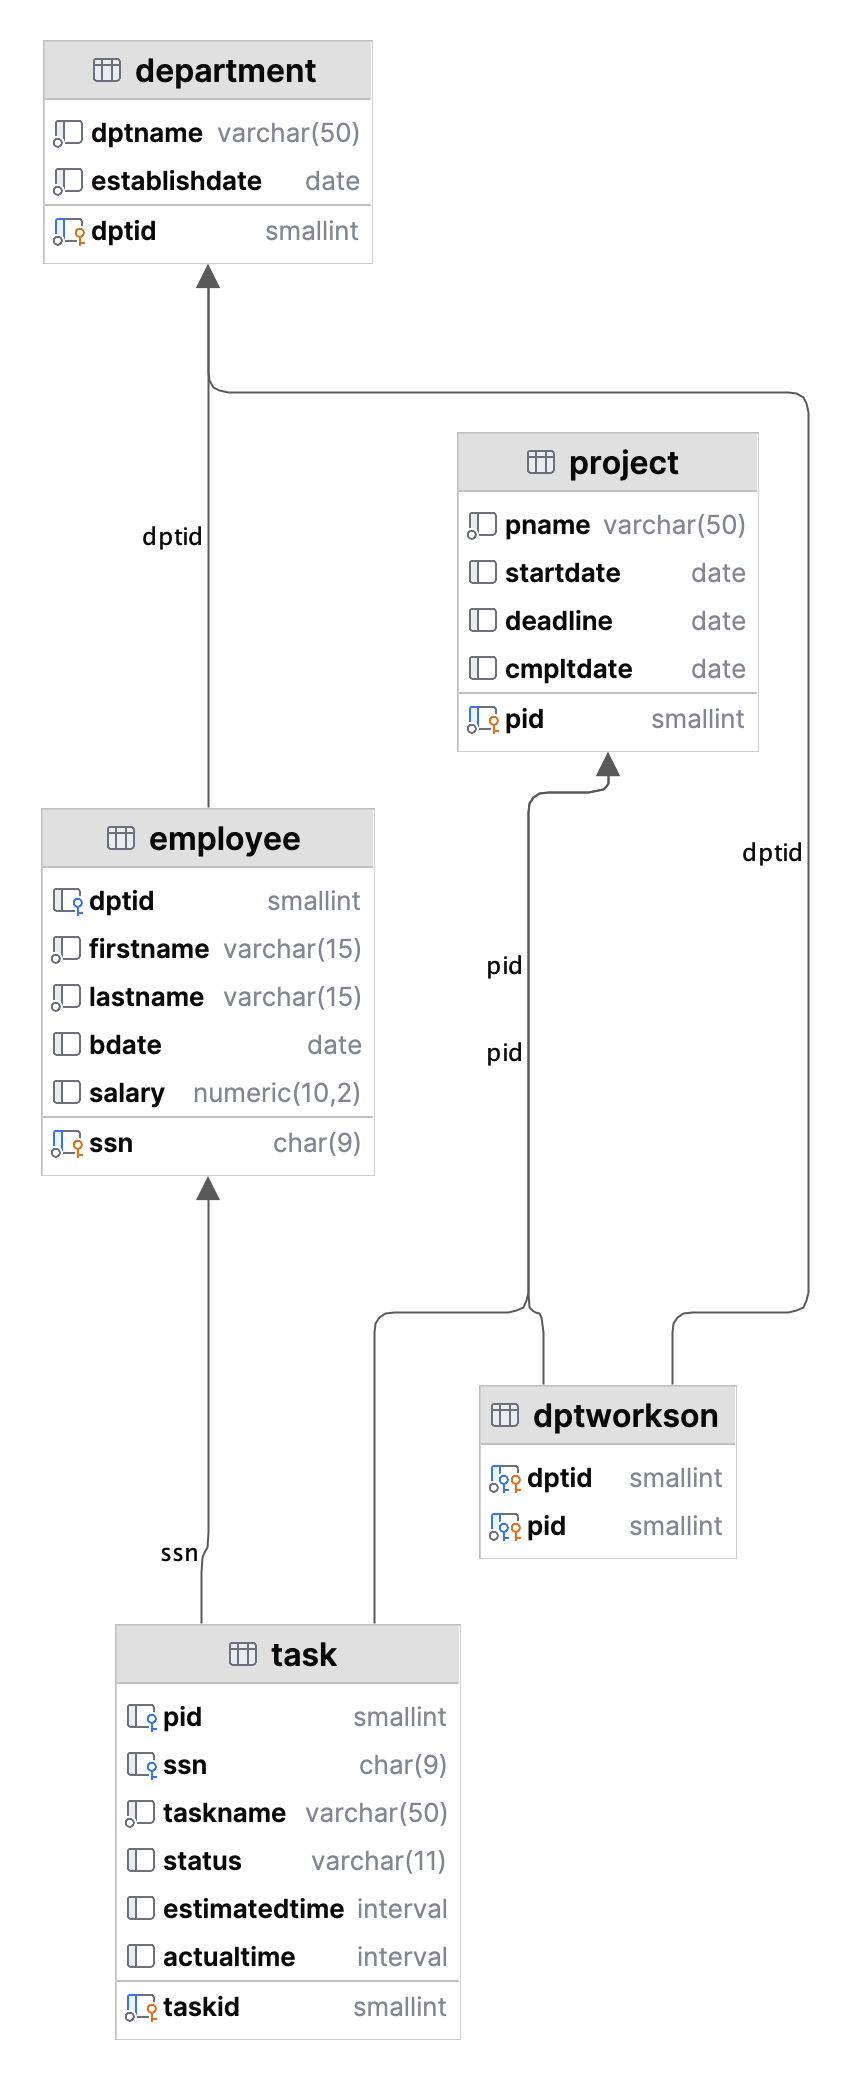 department
dptname varchar(50)
establishdate date
dptid smallint
dptid
project
pname varchar(50)
startdate date
deadline date
cmpltdate date
pid smallint
employee
dptid smallint
firstname varchar(15)
lastname varchar(15)
bdate date
salary numeric(10,2)
ssn char(9)
dptid
pid
pid
dptworkson
dptid smallint
pid smallint
ssn
task
pid smallint
ssn char(9)
taskname varchar(50)
status varchar(11)
estimatedtime interval
actualtime interval
taskid smallint